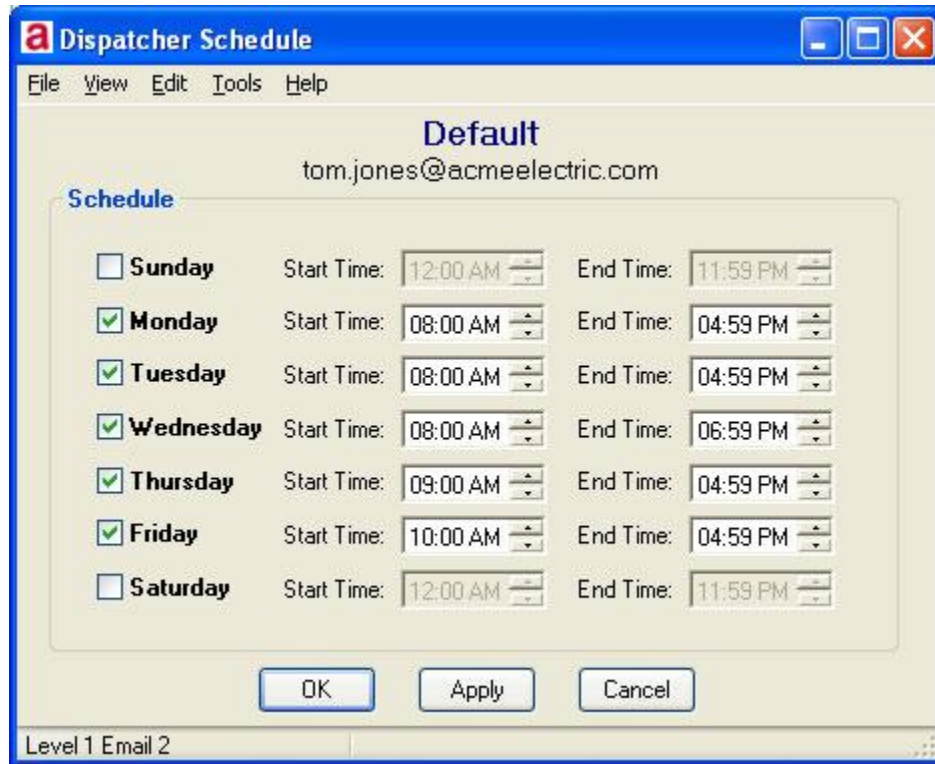 a Dispatcher Schedule
File View Edit Tools Help
Default
tom.jones@acmeelectric.com
Schedule
Sunday Start Time: 12:00 AM End Time: 11:59 PM
Monday Start Time: 08:00 AM End Time: 04:59 PM
Tuesday Start Time: 08:00 AM End Time: 04:59 PM
Wednesday Start Time: 08:00 AM End Time: 06:59 PM
Thursday Start Time: 09:00 AM End Time: 04:59 PM
Friday Start Time: 10:00 AM End Time: 04:59 PM
Saturday Start Time: 12:00 AM End Time: 11:59 PM
OK Apply Cancel
Level 1 Email 2